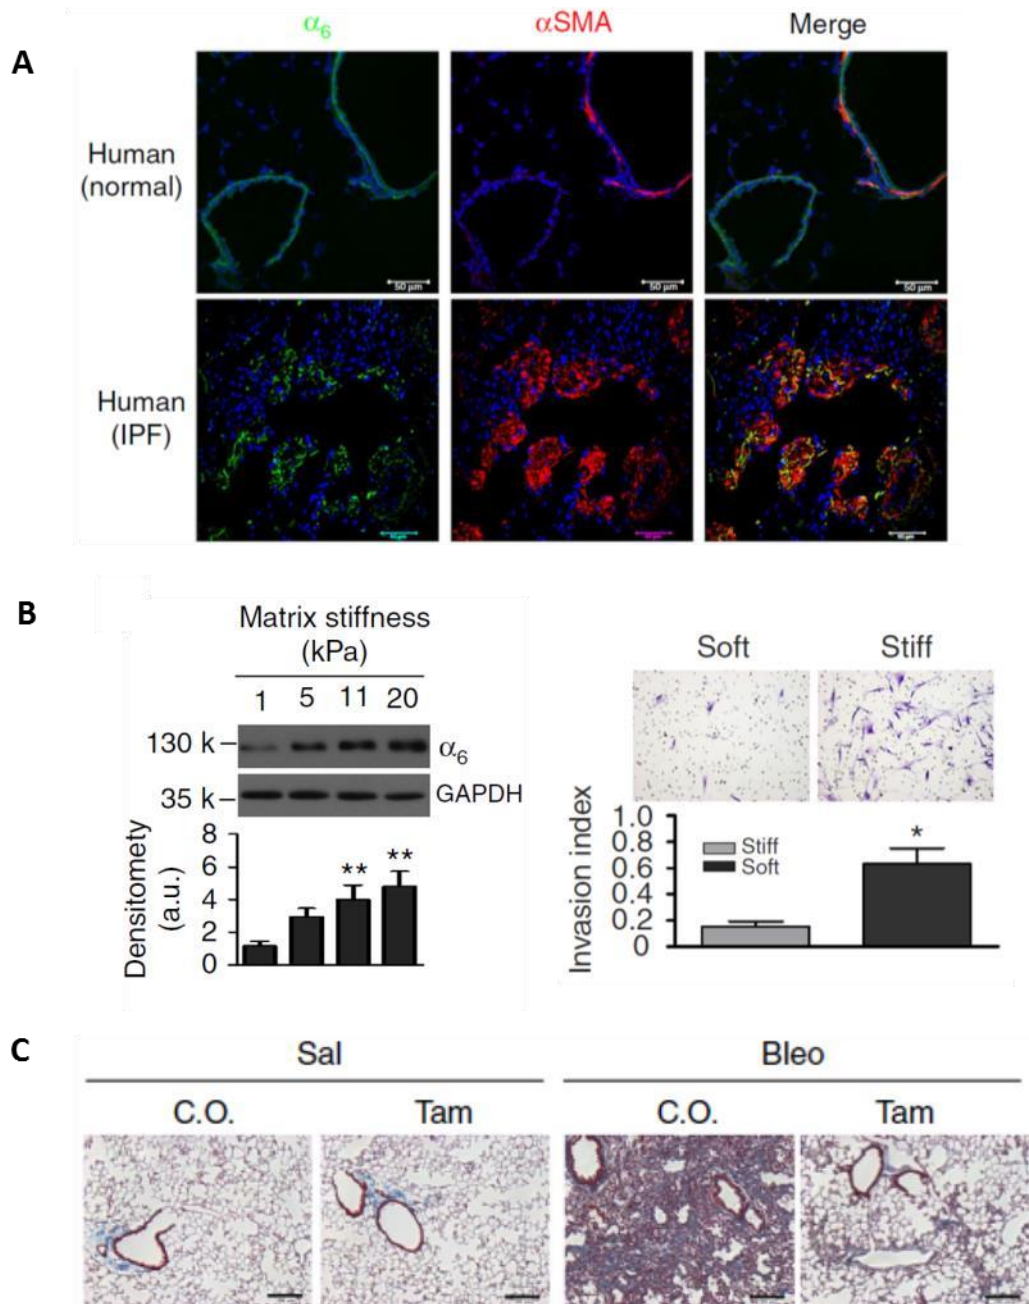 α6 αSMA Merge
A
Human
(normal)
50 µm 50 µm 50 µm
Human
(IPF)
B
Matrix stiffness
(kPa)
1 5 11 20
130 k α6
35 k GAPDH
Densitomety
(a.u.)
8
6
4
2
0
** **
Soft Stiff
Invasion index
1.0
0.8
0.6
0.4
0.2
0
Stiff
Soft
*
C
Sal Bleo
C.O. Tam C.O. Tam